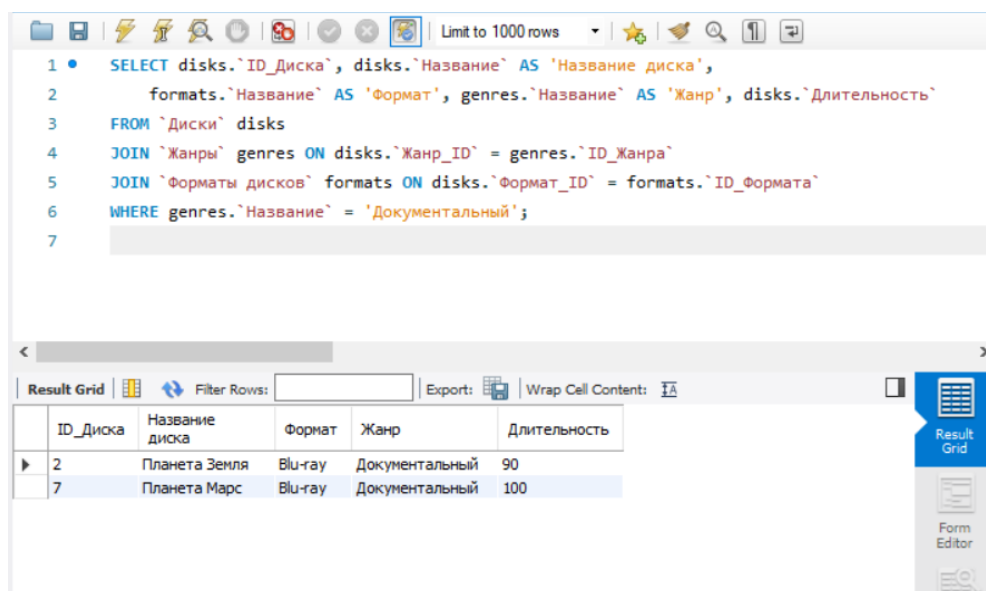 Limit to 1000 rows
1 SELECT disks.`ID_Диска`, disks.`Название` AS 'Название диска',
2 formats.`Название` AS 'Формат', genres.`Название` AS 'Жанр', disks.`Длительность`
3 FROM `Диски` disks
4 JOIN `Жанры` genres ON disks.`Жанр_ID` = genres.`ID_Жанра`
5 JOIN `Форматы дисков` formats ON disks.`Формат_ID` = formats.`ID_Формата`
6 WHERE genres.`Название` = 'Документальный';
7
Result Grid Filter Rows: Export: Wrap Cell Content: IA
ID_Диска Название диска Формат Жанр Длительность
2 Планета Земля Blu-ray Документальный 90
7 Планета Марс Blu-ray Документальный 100
Result
Grid
Form
Editor